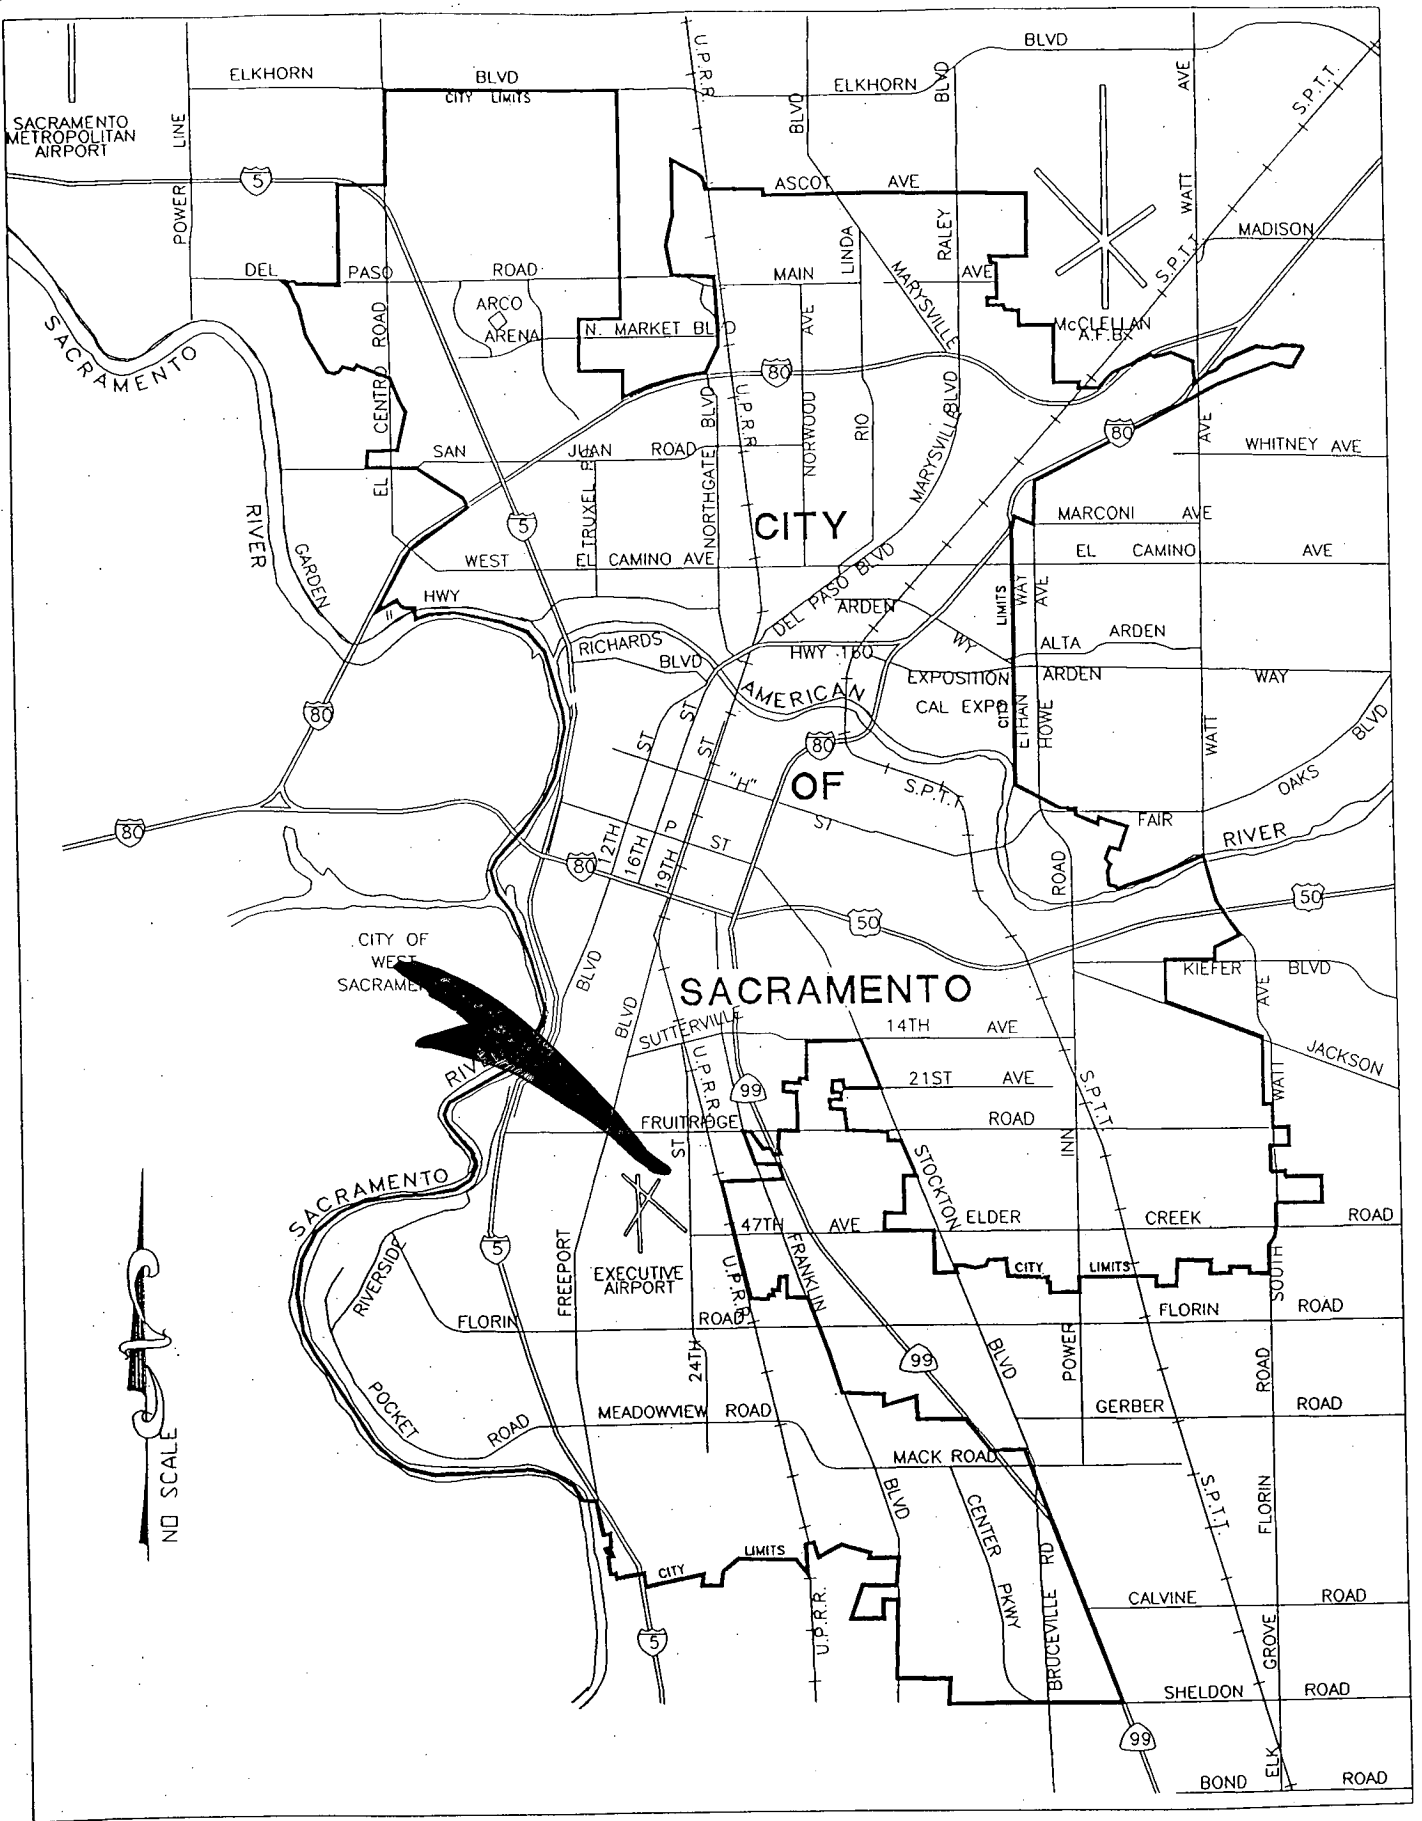 BLVD
ELKHORN
BLVD
CITY LIMITS
ELKHORN
U.P.R.R.
BLVD
BLVD
AVE
S.P.T.T.
SACRAMENTO
METROPOLITAN
AIRPORT
POWER LINE
5
ASCOT AVE
WATT
MADISON
DEL PASO ROAD
MAIN AVE
LINDA
RALEY
MARYSVILLE
S.P.T.T.
ARCO
ARENA
N. MARKET BLVD
AVE
McCLELLAN
A.F.B.
SACRAMENTO
EL CENTRO ROAD
80
U.P.R.R.
NORTHGATE BLVD
NORWOOD
RIO
MARYSVILLE BLVD
80
AVE
WHITNEY AVE
SAN JUAN ROAD
EL TRUXEL RD
RIVER
GARDEN
HWY
5
CITY
MARCONI AVE
WEST EL CAMINO AVE
EL CAMINO AVE
DEL PASO BLVD
ARDEN
WY
LIMITS
WAY
AVE
ALTA ARDEN
RICHARDS
BLVD
HWY 160
EXPOSITION
ARDEN WAY
AMERICAN
CAL EXPO
CITY
ETHAN
HOWE
WATT
80
ST
ST
ST
80
"H" ST
OF
S.P.T.T.
FAIR OAKS BLVD
RIVER
80
P ST
12TH
16TH
19TH
80
ROAD
50
50
CITY OF
WEST
BLVD
BLVD
SACRAMENTO
KIEFER BLVD
AVE
SUTTERVILLE
14TH AVE
JACKSON
U.P.R.R.
99
21ST AVE
S.P.T.T.
WATT
FRUITRIDGE
ROAD
ST
INN
STOCKTON
SACRAMENTO
47TH AVE
ELDER CREEK ROAD
5
RIVERSIDE
FREEPORT
EXECUTIVE
AIRPORT
U.P.R.R.
FRANKLIN
CITY LIMITS
SOUTH
FLORIN ROAD
FLORIN ROAD
24TH
99
BLVD
POWER
ROAD
POCKET
ROAD
MEADOWVIEW ROAD
GERBER ROAD
MACK ROAD
NO SCALE
BLVD
CENTER
PKWY
S.P.T.T.
FLORIN
CITY LIMITS
U.P.R.R.
BRUCEVILLE RD
CALVINE ROAD
5
GROVE
SHELDON ROAD
99
ELK
BOND ROAD